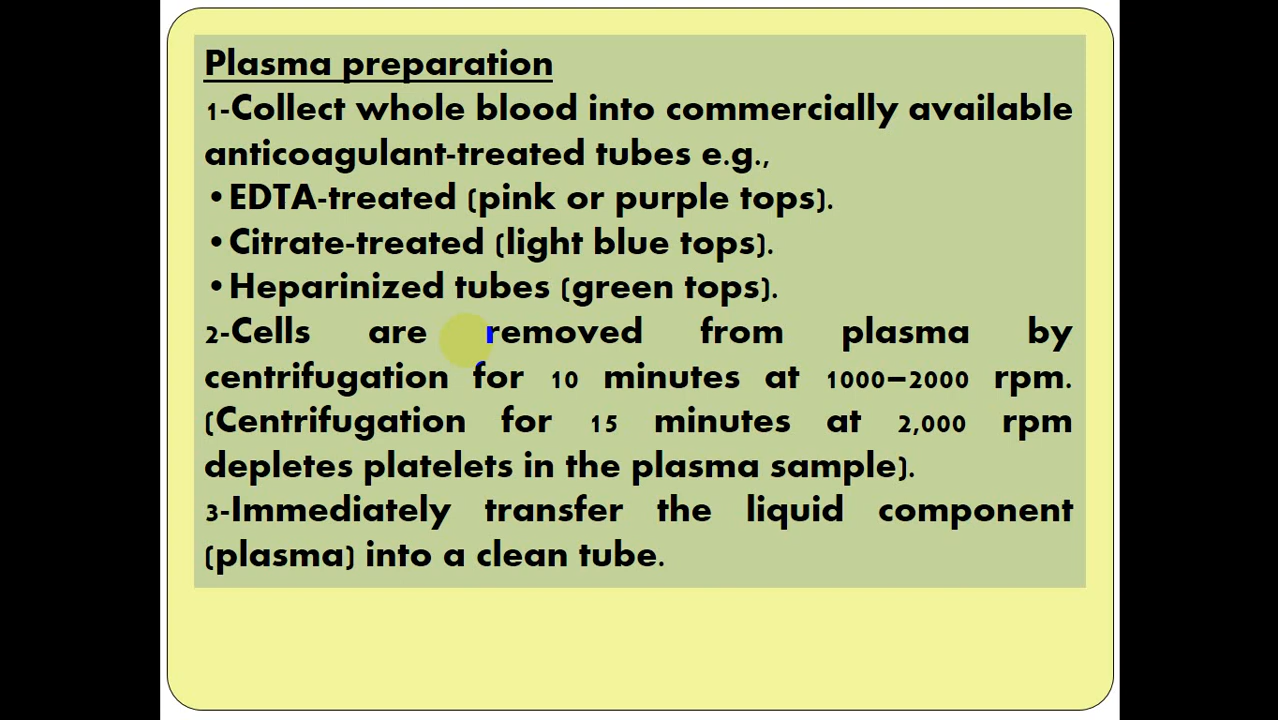 Plasma preparation
1-Collect whole blood into commercially available
anticoagulant-treated tubes e.g.,
•EDTA-treated (pink or purple tops).
•Citrate-treated (light blue tops).
•Heparinized tubes (green tops).
2-Cells are removed from plasma by
centrifugation for 10 minutes at 1000–2000 rpm.
(Centrifugation for 15 minutes at 2,000 rpm
depletes platelets in the plasma sample).
3-Immediately transfer the liquid component
(plasma) into a clean tube.